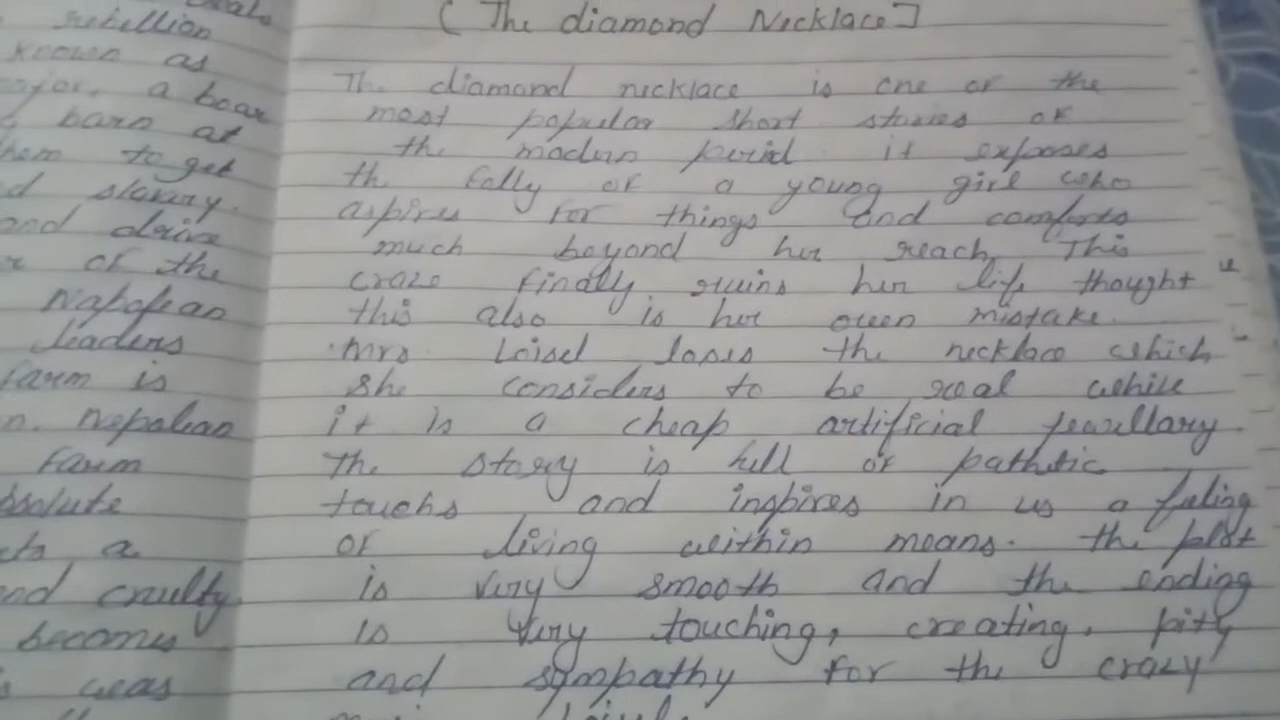 rebellion
known as
major, a boar
barn at
them to get
slavery.
and drive
of the
Napolean
leaders
farm is
Nepolean
Farm
absolute
a
and cruelty
becomes
was
( The diamond Necklace ]
The diamond necklace is one of the
most popular short stories of
the modern period. it exposes
the folly of a young girl who
aspires for things and comforts
much beyond her reach, This
craze findly ruins her life thought
this also is her own mistake.
Mrs. Loisel loses the necklace which
she considers to be real while
it is a cheap artificial jewellary.
The story is full of pathetic
touchs and inspires in us a feeling
of living within means. the plot
is very smooth and the ending
is very touching, creating, pity
and sympathy for the crazy